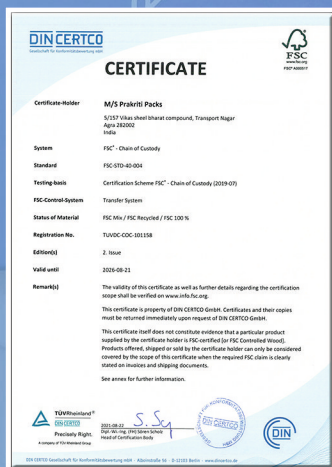 DIN CERTCO
Gesellschaft für Konformitätsbewertung mbH
FSC
www.fsc.org
FSC® A000517
CERTIFICATE
Certificate-Holder M/S Prakriti Packs
5/157 Vikas sheel bharat compound, Transport Nagar
Agra 282002
India
System FSC® - Chain of Custody
Standard FSC-STD-40-004
Testing-basis Certification Scheme FSC® - Chain of Custody (2019-07)
FSC-Control-System Transfer System
Status of Material FSC Mix / FSC Recycled / FSC 100 %
Registration No. TUVDC-COC-101158
Edition(s) 2. Issue
Valid until 2026-08-21
Remark(s) The validity of this certificate as well as further details regarding the certification
scope shall be verified on www.info.fsc.org.
This certificate is property of DIN CERTCO GmbH. Certificates and their copies
must be returned immediately upon request of DIN CERTCO GmbH.
This certificate itself does not constitute evidence that a particular product
supplied by the certificate holder is FSC-certified [or FSC Controlled Wood].
Products offered, shipped or sold by the certificate holder can only be considered
covered by the scope of this certificate when the required FSC claim is clearly
stated on invoices and shipping documents.
See annex for further information.
TÜVRheinland®
DIN CERTCO
Precisely Right.
A company of TÜV Rheinland Group
2021-08-22
Dipl.-Wi.-Ing. (FH) Sören Scholz
Head of Certification Body
DIN CERTCO
DIN
DIN CERTCO Gesellschaft für Konformitätsbewertung mbH · Alboinstraße 56 · D-12103 Berlin · www.dincertco.de